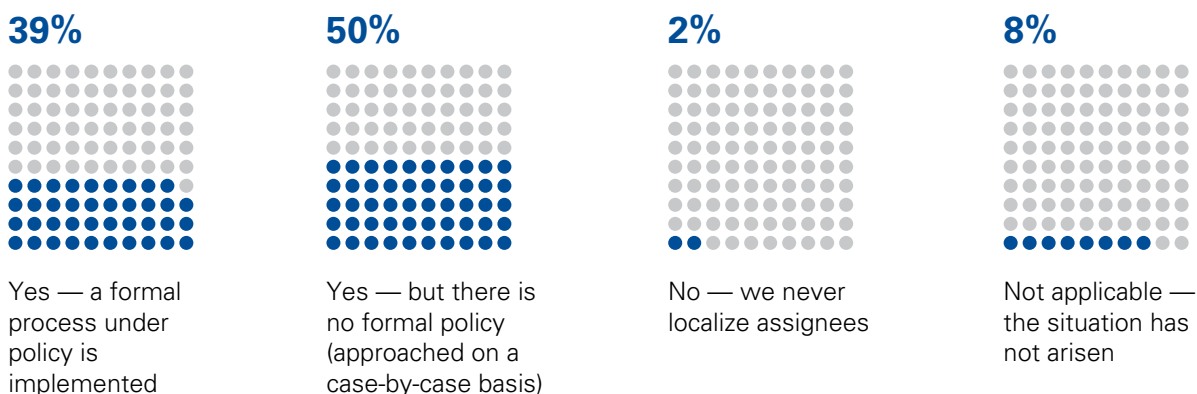 39%
Yes — a formal
process under
policy is
implemented
50%
Yes — but there is
no formal policy
(approached on a
case-by-case basis)
2%
No — we never
localize assignees
8%
Not applicable —
the situation has
not arisen